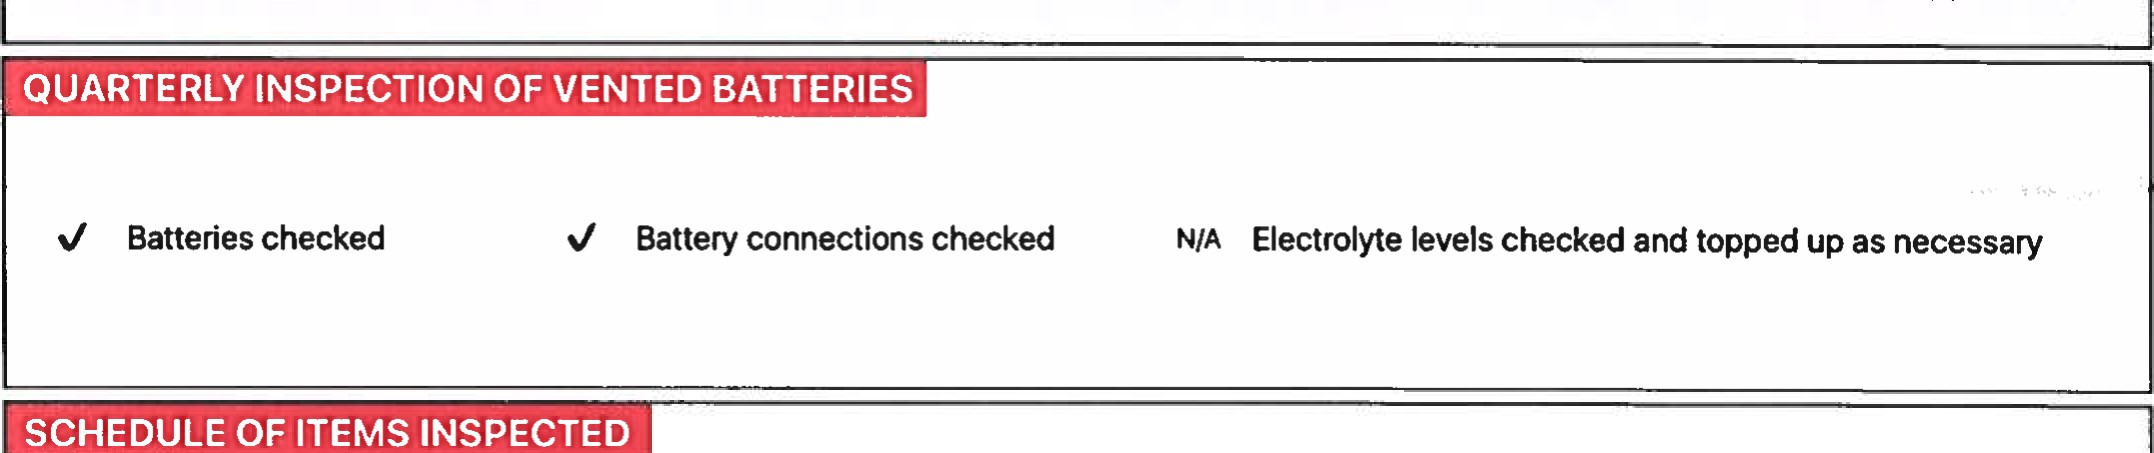 QUARTERLY INSPECTION OF VENTED BATTERIES
✓ Batteries checked ✓ Battery connections checked N/A Electrolyte levels checked and topped up as necessary
SCHEDULE OF ITEMS INSPECTED